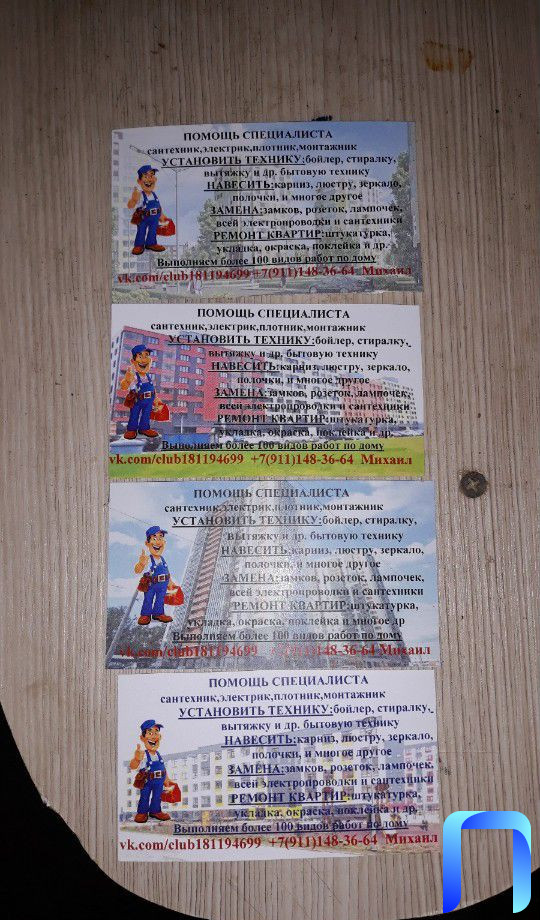 ПОМОЩЬ СПЕЦИАЛИСТА
сантехник,электрик,плотник,монтажник
УСТАНОВИТЬ ТЕХНИКУ:бойлер, стиралку,
вытяжку и др. бытовую технику
НАВЕСИТЬ:карниз, люстру, зеркало,
полочки, и многое другое
ЗАМЕНА:замков, розеток, лампочек,
всей электропроводки и сантехники
РЕМОНТ КВАРТИР:штукатурка,
укладка, окраска, поклейка и др.
Выполняем более 100 видов работ по дому
vk.com/club181194699 +7(911)148-36-64 Михаил
ПОМОЩЬ СПЕЦИАЛИСТА
сантехник,электрик,плотник,монтажник
УСТАНОВИТЬ ТЕХНИКУ:бойлер, стиралку,
вытяжку и др. бытовую технику
НАВЕСИТЬ:карниз, люстру, зеркало,
полочки, и многое другое
ЗАМЕНА:замков, розеток, лампочек,
всей электропроводки и сантехники
РЕМОНТ КВАРТИР:штукатурка,
укладка, окраска, поклейка и др.
Выполняем более 100 видов работ по дому
vk.com/club181194699 +7(911)148-36-64 Михаил
ПОМОЩЬ СПЕЦИАЛИСТА
сантехник,электрик,плотник,монтажник
УСТАНОВИТЬ ТЕХНИКУ:бойлер, стиралку,
вытяжку и др. бытовую технику
НАВЕСИТЬ:карниз, люстру, зеркало,
полочки, и многое другое
ЗАМЕНА:замков, розеток, лампочек,
всей электропроводки и сантехники
РЕМОНТ КВАРТИР:штукатурка,
укладка, окраска, поклейка и многое др
Выполняем более 100 видов работ по дому
vk.com/club181194699 +7(911)148-36-64 Михаил
ПОМОЩЬ СПЕЦИАЛИСТА
сантехник,электрик,плотник,монтажник
УСТАНОВИТЬ ТЕХНИКУ:бойлер, стиралку,
вытяжку и др. бытовую технику
НАВЕСИТЬ:карниз, люстру, зеркало,
полочки, и многое другое
ЗАМЕНА:замков, розеток, лампочек.
всей электропроводки и сантехники
РЕМОНТ КВАРТИР:штукатурка,
укладка, окраска, поклейка и др.
Выполняем более 100 видов работ по дому
vk.com/club181194699 +7(911)148-36-64 Михаил